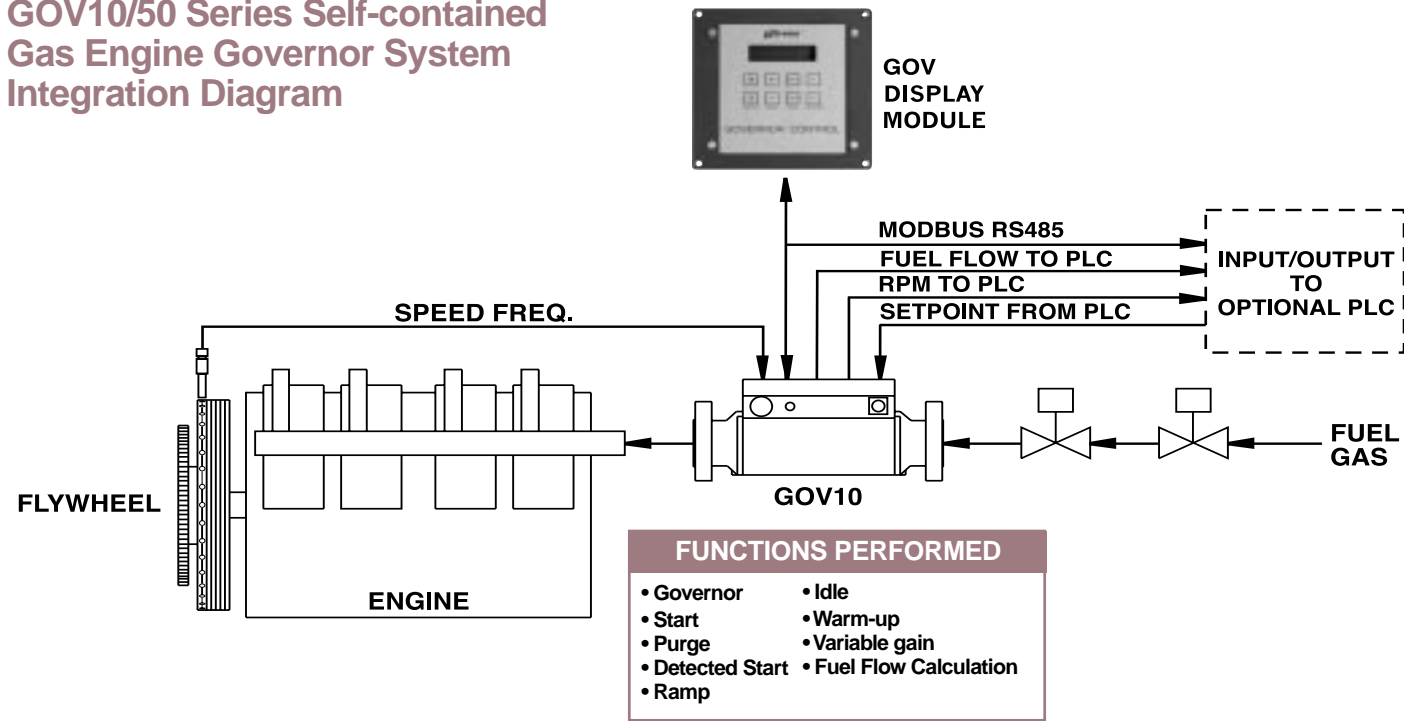 GOV10/50 Series Self-contained
Gas Engine Governor System
Integration Diagram
GOVERNOR CONTROL
GOV
DISPLAY
MODULE
MODBUS RS485
FUEL FLOW TO PLC
RPM TO PLC
SETPOINT FROM PLC
INPUT/OUTPUT
TO
OPTIONAL PLC
SPEED FREQ.
FLYWHEEL
ENGINE
GOV10
FUEL
GAS
FUNCTIONS PERFORMED
• Governor
• Start
• Purge
• Detected Start
• Ramp
• Idle
• Warm-up
• Variable gain
• Fuel Flow Calculation